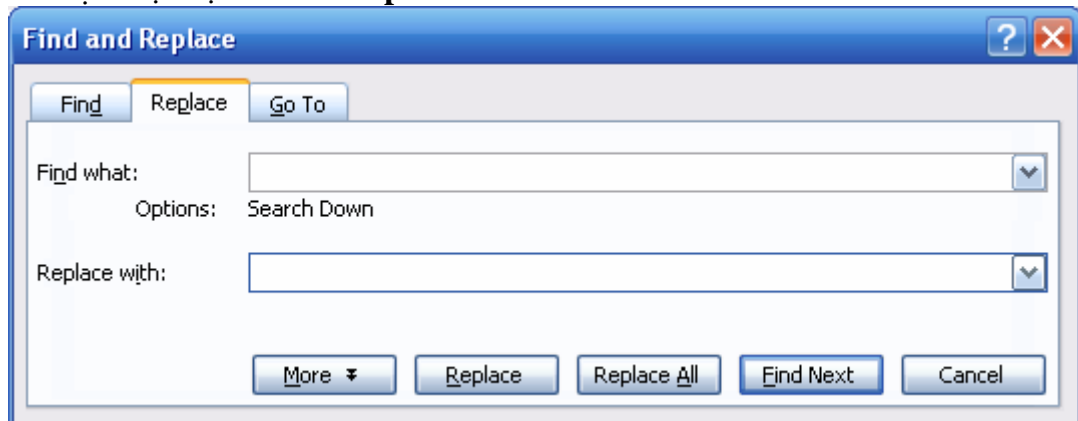 Find and Replace
Find Replace Go To
Find what:
Options: Search Down
Replace with:
More Replace Replace All Find Next Cancel